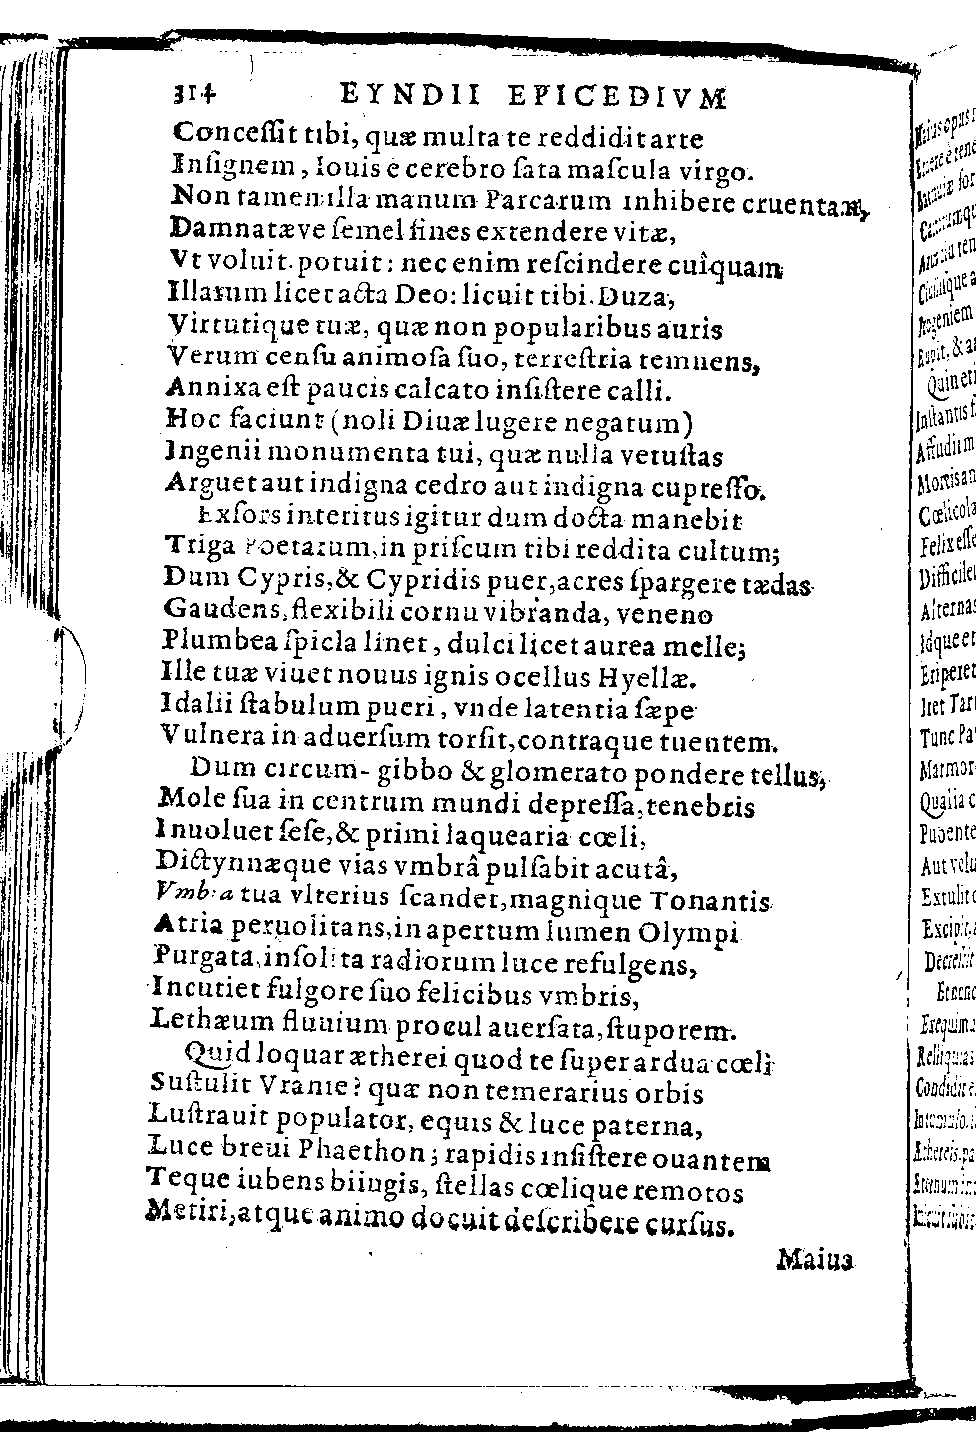 314 EYNDII EPICEDIVM
Conceſſit tibi, quæ multa te reddidit arte
Inſignem, Iouis è cerebro ſata maſcula virgo.
Non tamen illa manum Parcarum inhibere cruentam,
Damnatæve ſemel fines extendere vitæ,
Vt voluit. potuit: nec enim reſcindere cuîquam
Illarum licet acta Deo: licuit tibi. Duza,
Virtutique tuæ, quæ non popularibus auris
Verum cenſu animoſa ſuo, terreſtria temnens,
Annixa eſt paucis calcato inſiſtere calli.
Hoc faciunt (noli Diuæ lugere negatum)
Ingenii monumenta tui, quæ nulla vetuſtas
Arguet aut indigna cedro aut indigna cupreſſo.
Exſors interitus igitur dum docta manebit
Triga Poetarum, in priſcum tibi reddita cultum;
Dum Cypris, & Cypridis puer, acres ſpargere tædas
Gaudens, flexibili cornu vibranda, veneno
Plumbea ſpicla linet, dulci licet aurea melle;
Ille tuæ viuet nouus ignis ocellus Hyellæ.
Idalii ſtabulum pueri, vnde latentia ſæpe
Vulnera in aduerſum torſit, contraque tuentem.
Dum circum- gibbo & glomerato pondere tellus,
Mole ſua in centrum mundi depreſſa, tenebris
Inuoluet ſeſe, & primi laquearia cœli,
Dictynnæque vias vmbrâ pulſabit acutâ,
Vmbra tua vlterius ſcandet, magnique Tonantis
Atria peruolitans, in apertum lumen Olympi
Purgata, inſolita radiorum luce refulgens,
Incutiet fulgore ſuo felicibus vmbris,
Lethæum fluuium procul auerſata, ſtuporem.
Quid loquar ætherei quod te ſuper ardua cœli
Suſtulit Vranie? quæ non temerarius orbis
Luſtrauit populator, equis & luce paterna,
Luce breui Phaethon; rapidis inſiſtere ouantem
Teque iubens biiugis, ſtellas cœlique remotos
Metiri, atque animo docuit deſcribere curſus.
Maius